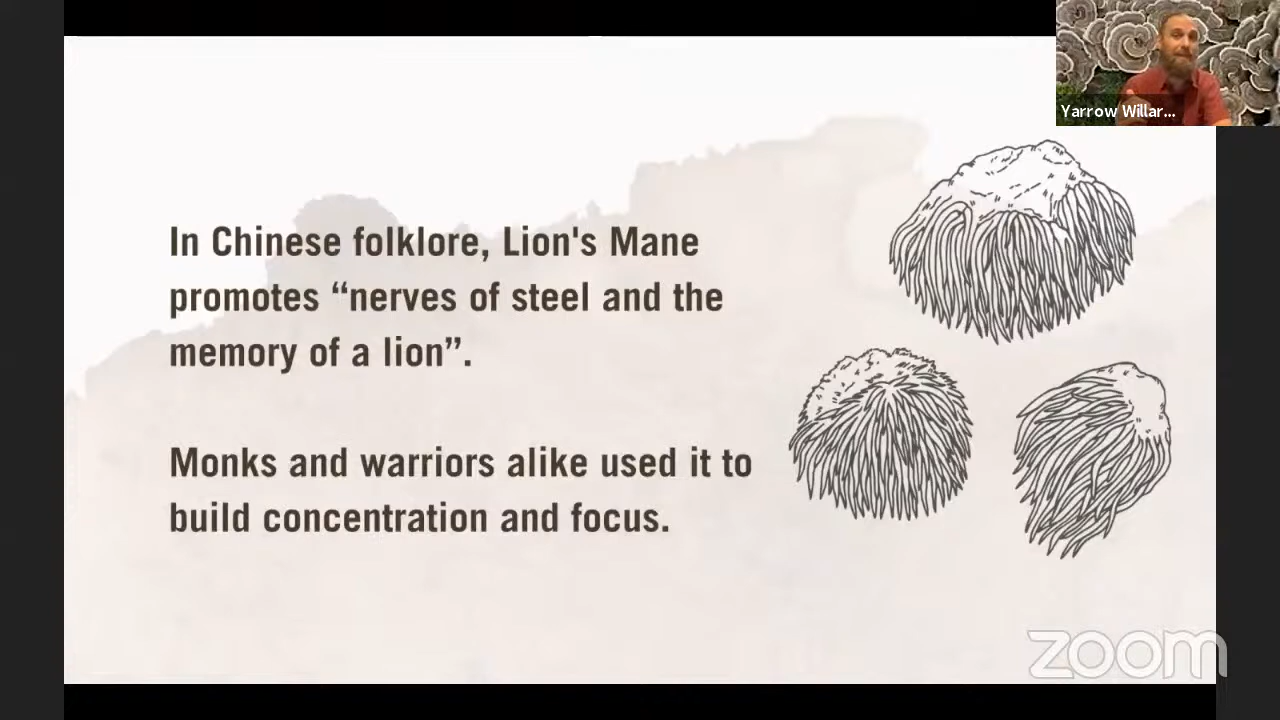 Yarrow Willar...
In Chinese folklore, Lion's Mane
promotes “nerves of steel and the
memory of a lion”.
Monks and warriors alike used it to
build concentration and focus.
zoom